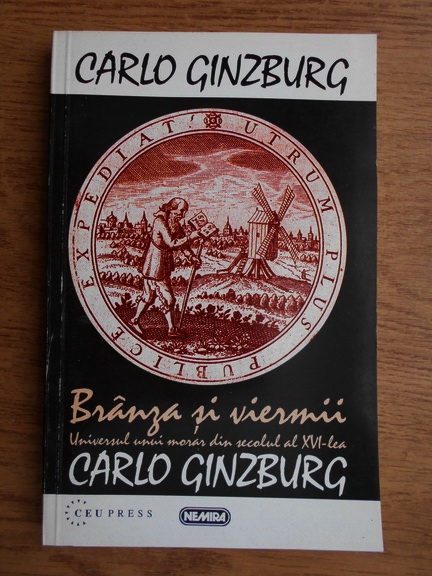 CARLO GINZBURG
PUBLICE EXPEDIAT! UTRUM PLUS
Brânza și viermii
Universul unui morar din secolul al XVI-lea
CARLO GINZBURG
CEU PRESS
NEMIRA